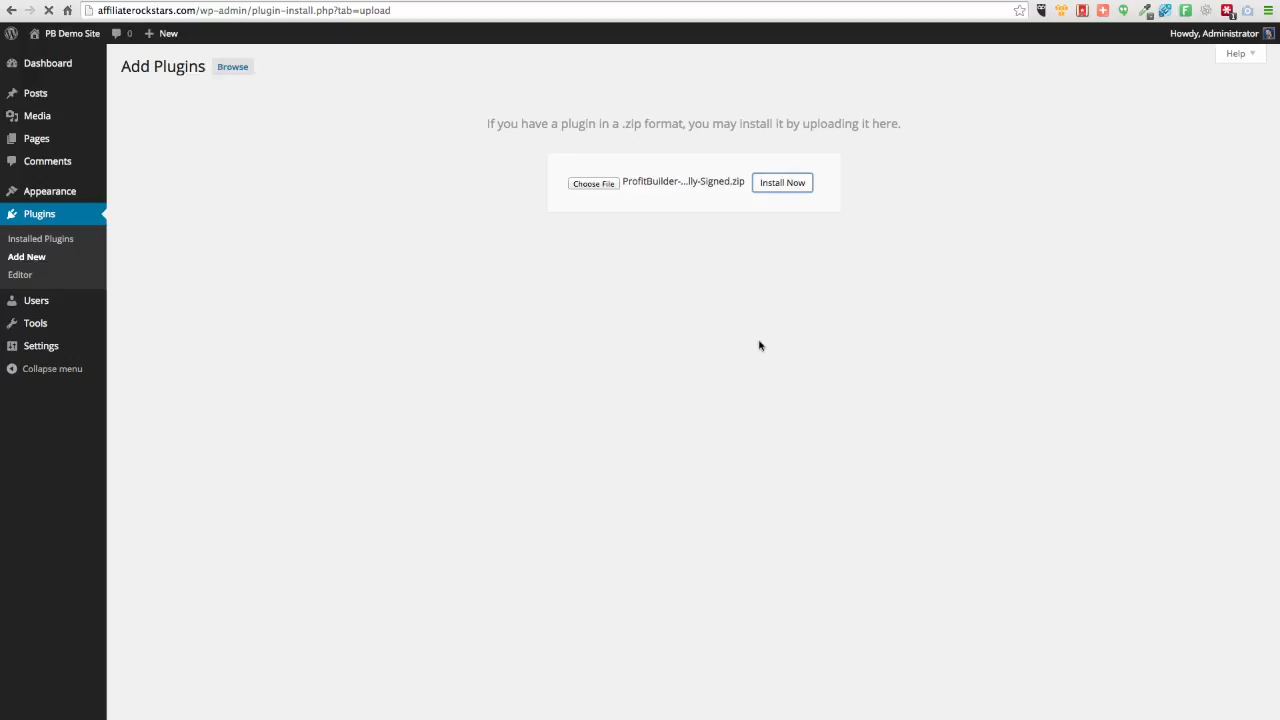 affiliaterockstars.com/wp-admin/plugin-install.php?tab=upload
PB Demo Site 0 New Howdy, Administrator
Help
Add Plugins Browse
If you have a plugin in a .zip format, you may install it by uploading it here.
Choose File ProfitBuilder-...lly-Signed.zip Install Now
Dashboard
Posts
Media
Pages
Comments
Appearance
Plugins
Installed Plugins
Add New
Editor
Users
Tools
Settings
Collapse menu